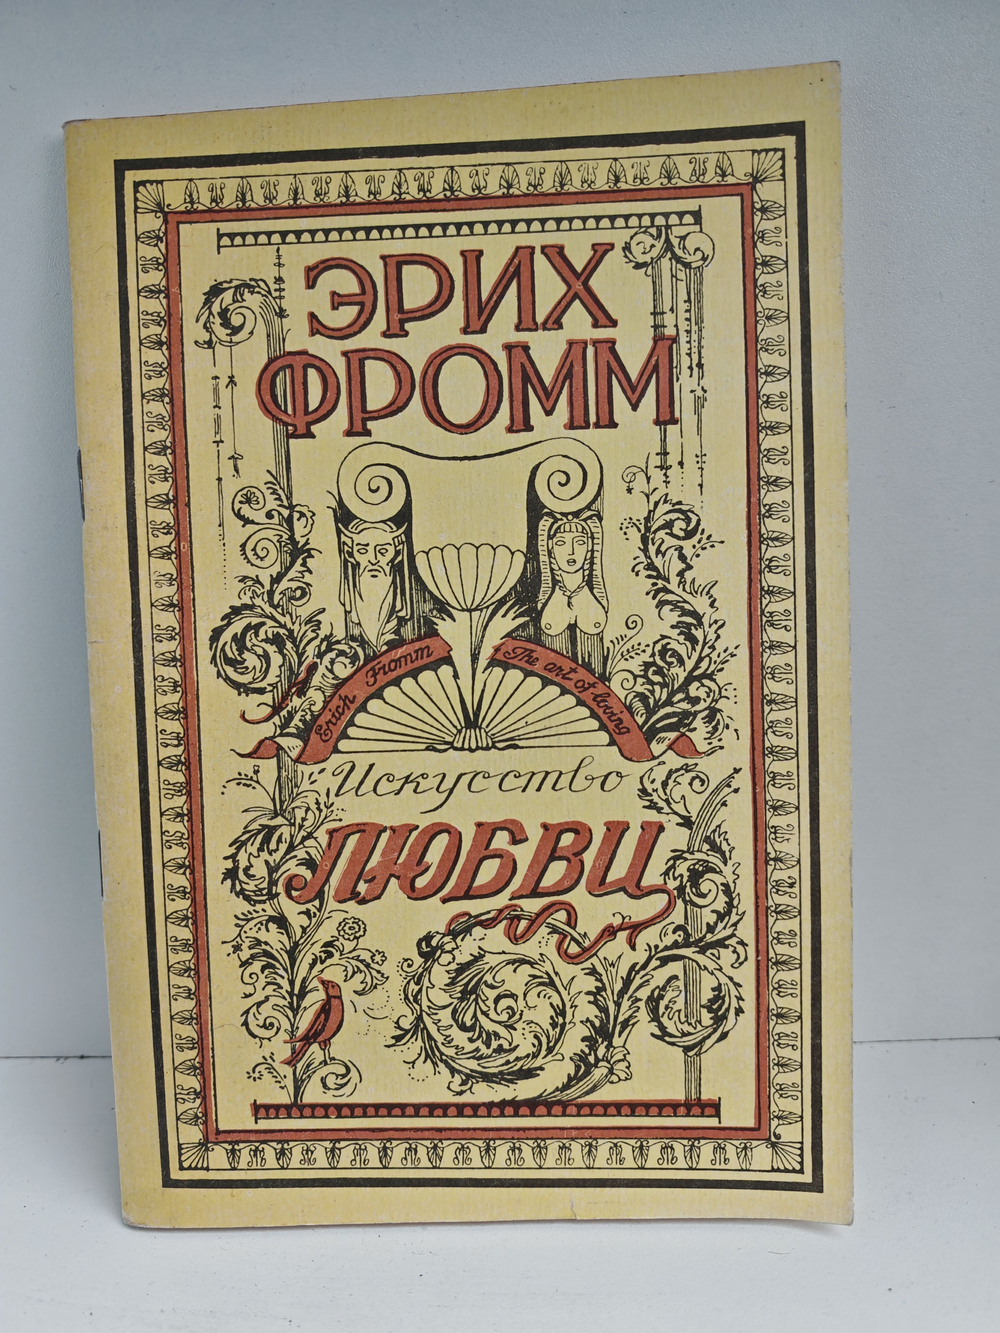 ЭРИХ
ФРОММ
Erich Fromm The art of loving
Искусство
ЛЮБВИ